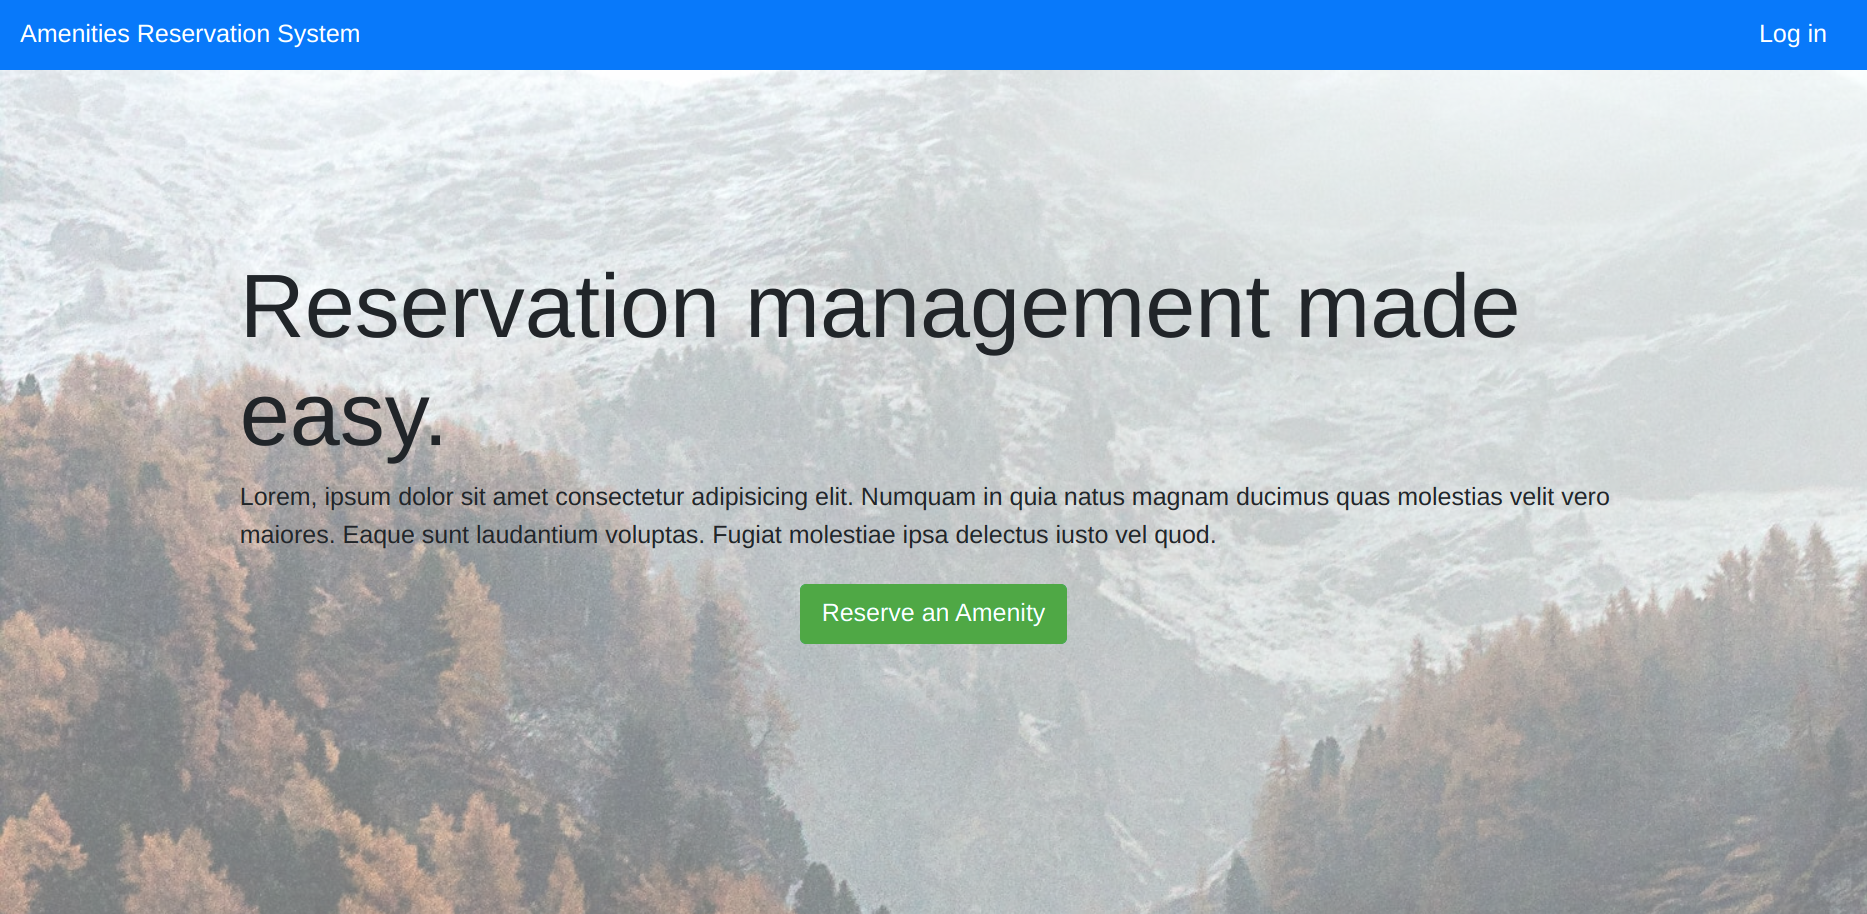 Amenities Reservation System
Log in
Reservation management made
easy.
Lorem, ipsum dolor sit amet consectetur adipisicing elit. Numquam in quia natus magnam ducimus quas molestias velit vero
maiores. Eaque sunt laudantium voluptas. Fugiat molestiae ipsa delectus iusto vel quod.
Reserve an Amenity